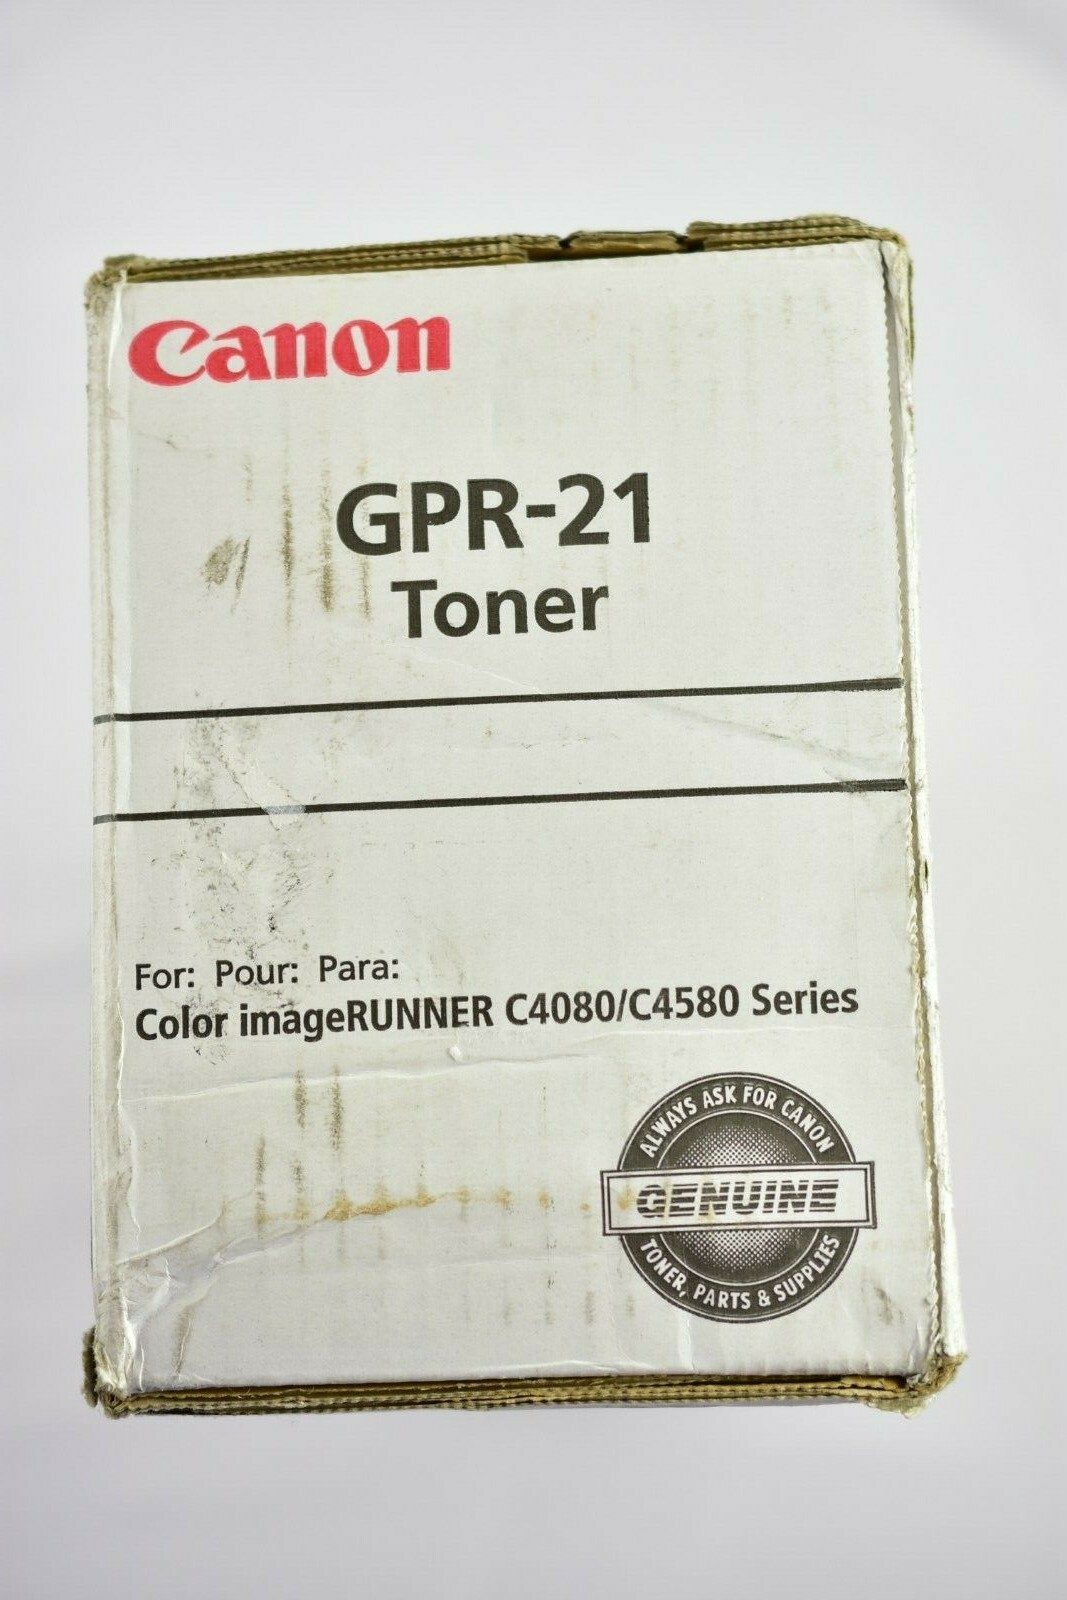 Canon
GPR-21
Toner
For: Pour: Para:
Color imageRUNNER C4080/C4580 Series
ALWAYS ASK FOR CANON
GENUINE
TONER, PARTS & SUPPLIES